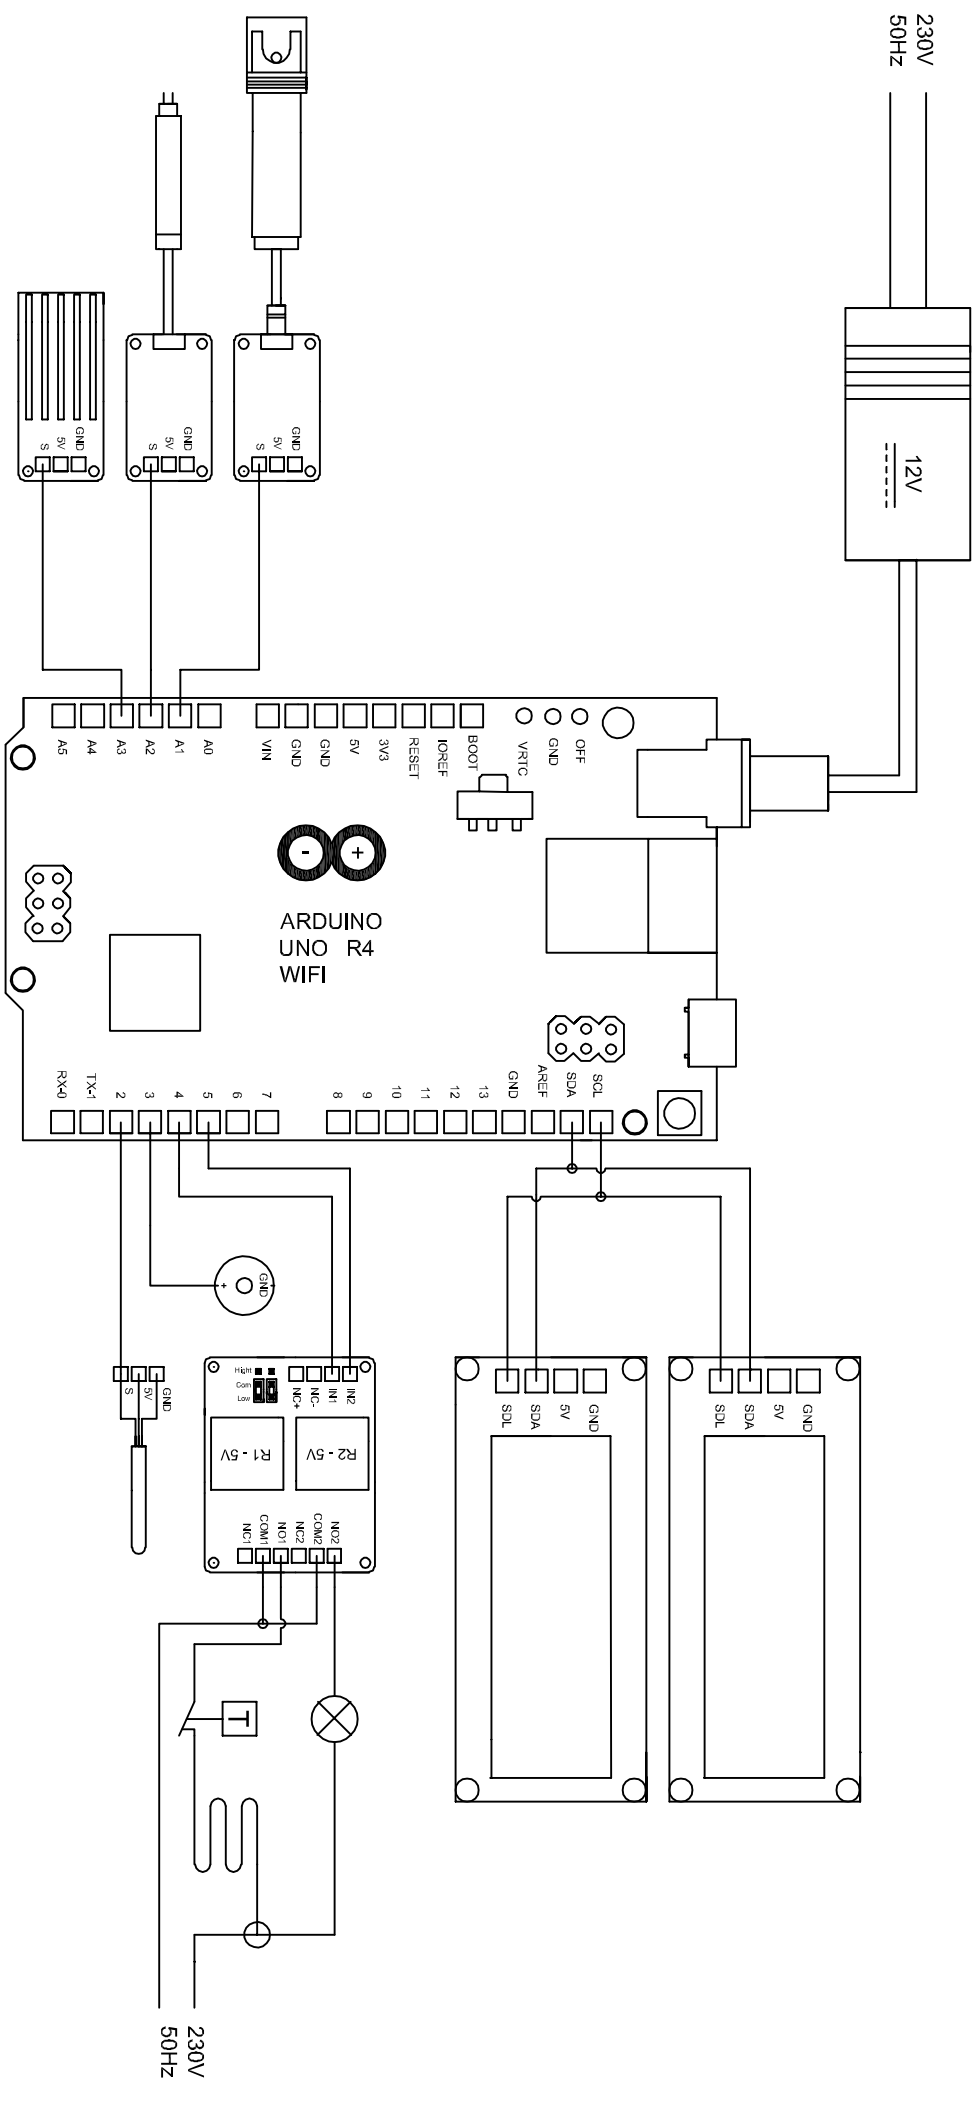 230V
50Hz
12V
GND
5V
S
GND
5V
S
GND
5V
S
A5
A4
A3
A2
A1
A0
VIN
GND
GND
5V
3V3
RESET
IOREF
BOOT
VRTC
GND
OFF
- +
ARDUINO
UNO R4
WIFI
RX-0
TX-1
2
3
4
5
6
7
8
9
10
11
12
13
GND
AREF
SDA
SCL
+ GND -
S
5V
GND
Hight
Com
Low
NC+
NC-
IN1
IN2
R1 - 5V
R2 - 5V
NC1
COM1
NO1
NC2
COM2
NO2
SDL
SDA
5V
GND
SDL
SDA
5V
GND
T
230V
50Hz